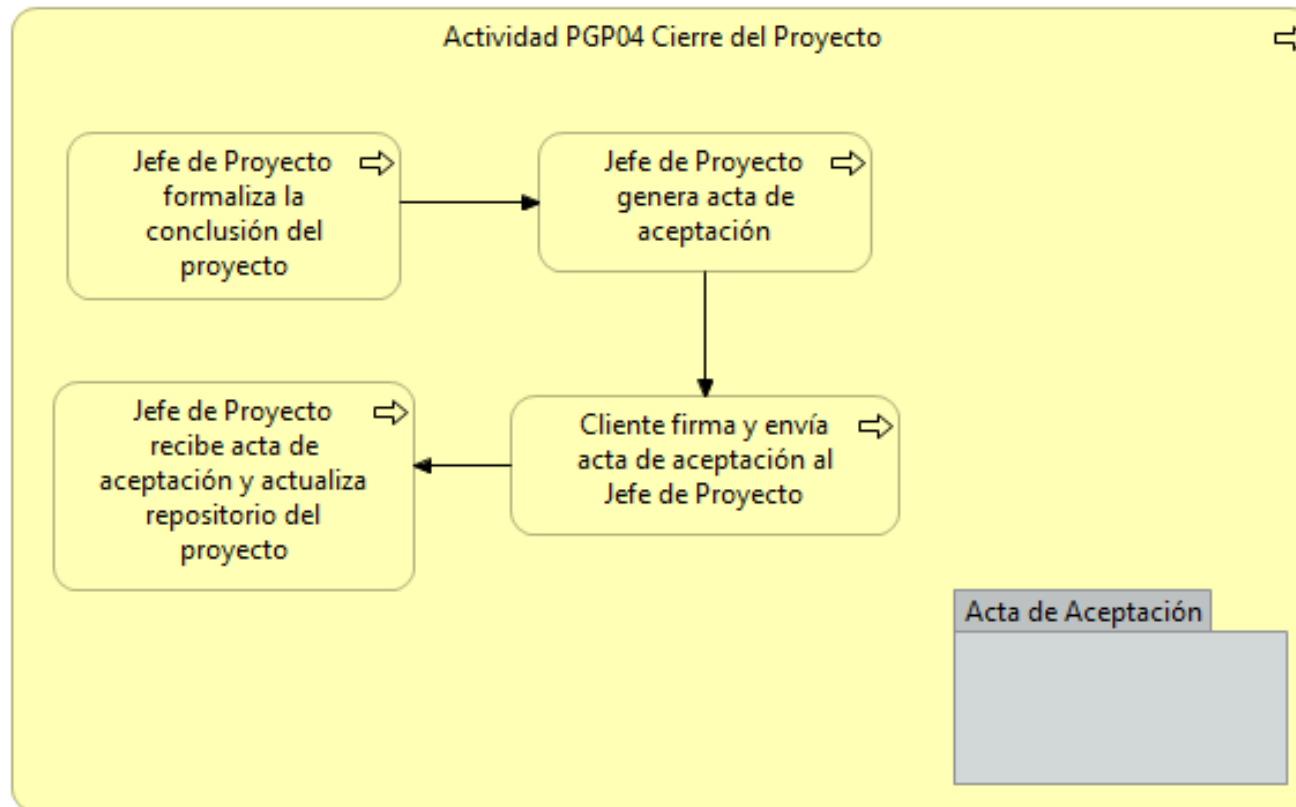 Actividad PGP04 Cierre del Proyecto
Jefe de Proyecto
formaliza la
conclusión del
proyecto
Jefe de Proyecto
genera acta de
aceptación
Cliente firma y envía
acta de aceptación al
Jefe de Proyecto
Jefe de Proyecto
recibe acta de
aceptación y actualiza
repositorio del
proyecto
Acta de Aceptación